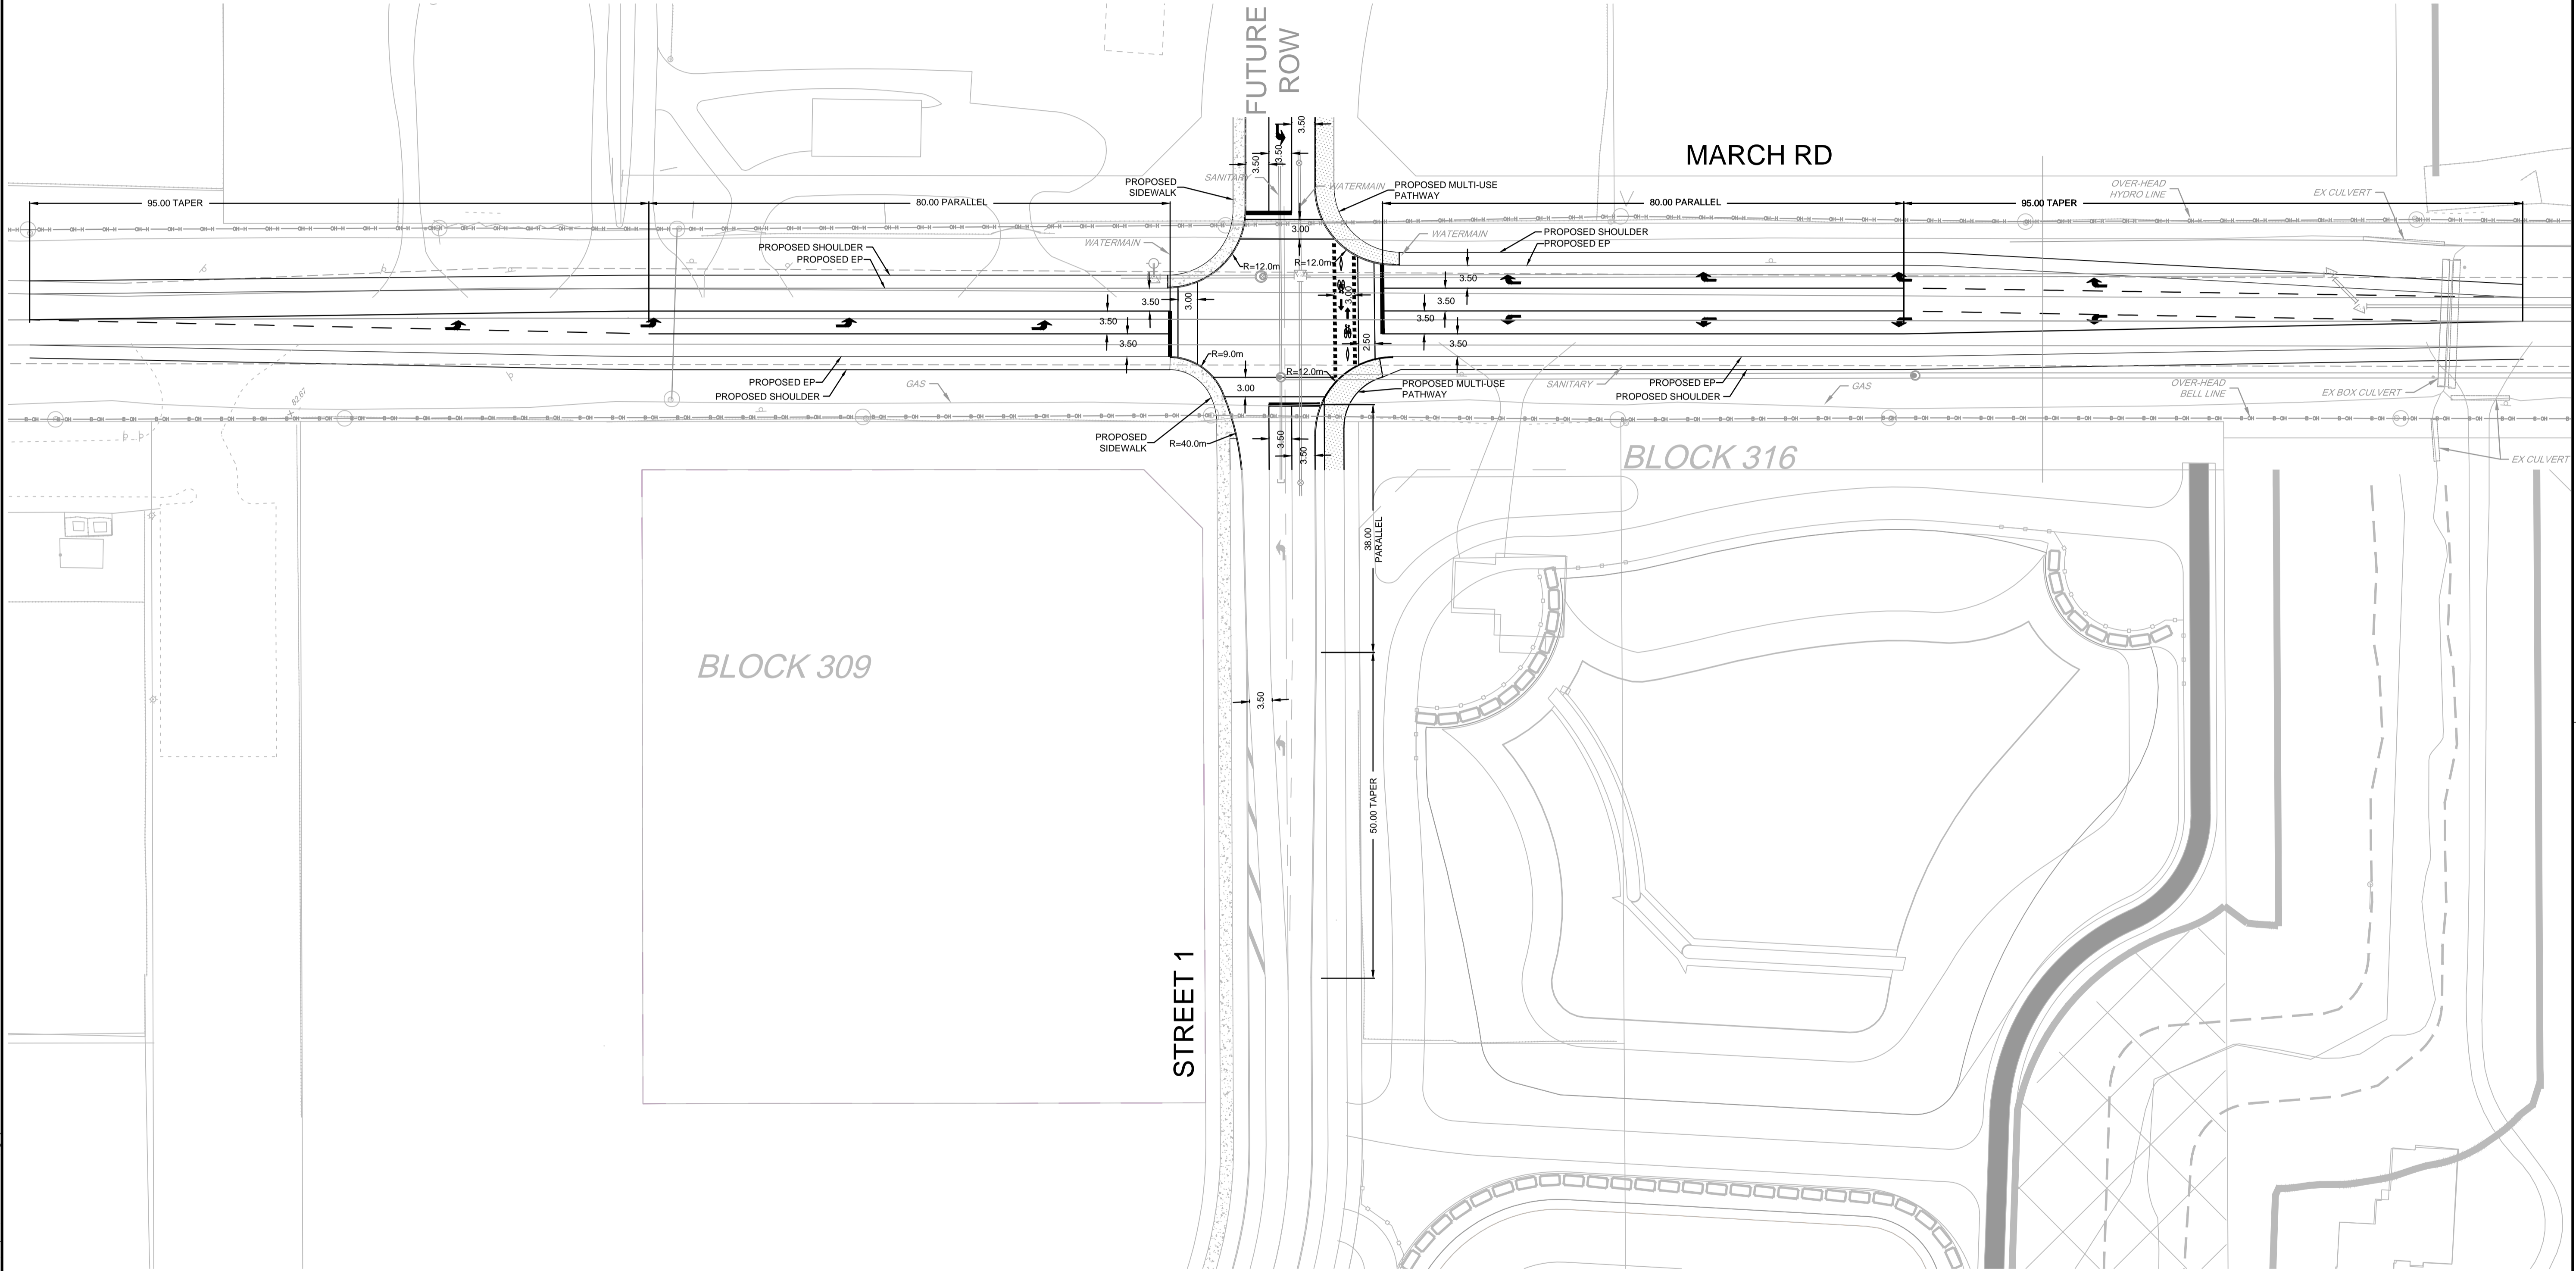 FUTURE
ROW
MARCH RD
3.50
3.50
3.50
SANITARY
WATERMAIN
PROPOSED
SIDEWALK
PROPOSED MULTI-USE
PATHWAY
OVER-HEAD
HYDRO LINE
EX CULVERT
95.00 TAPER
80.00 PARALLEL
80.00 PARALLEL
95.00 TAPER
3.00
WATERMAIN
WATERMAIN
PROPOSED SHOULDER
PROPOSED EP
PROPOSED SHOULDER
PROPOSED EP
R=12.0m
R=12.0m
3.50
3.00
3.00
3.50
3.50
3.50
3.50
3.50
3.50
2.50
3.50
R=9.0m
R=12.0m
PROPOSED EP
PROPOSED SHOULDER
GAS
3.00
PROPOSED MULTI-USE
PATHWAY
SANITARY
PROPOSED EP
PROPOSED SHOULDER
GAS
OVER-HEAD
BELL LINE
EX BOX CULVERT
82.67
PROPOSED
SIDEWALK
R=40.0m
3.50
3.50
BLOCK 316
EX CULVERT
38.00
PARALLEL
BLOCK 309
3.50
50.00 TAPER
STREET 1